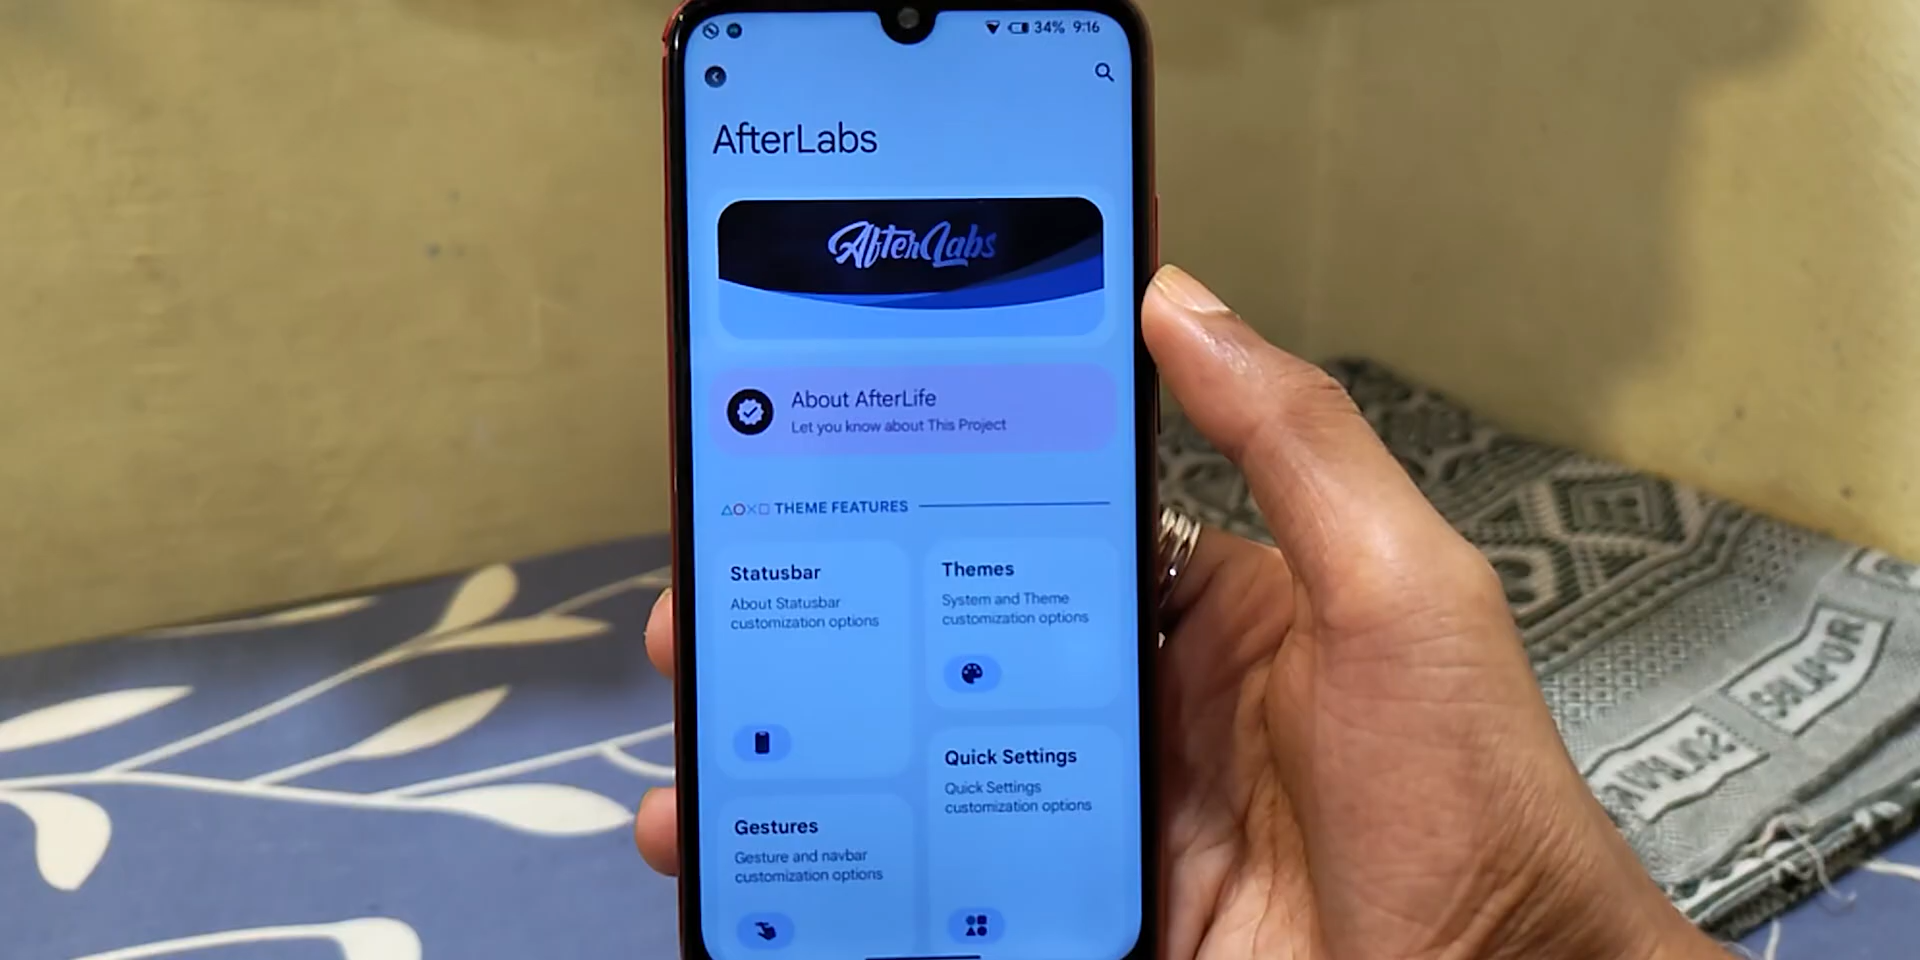 34% 9:16
AfterLabs
AfterLabs
About AfterLife
Let you know about This Project
THEME FEATURES
Statusbar
About Statusbar
customization options
Themes
System and Theme
customization options
Quick Settings
Quick Settings
customization options
Gestures
Gesture and navbar
customization options
SOLAPOR